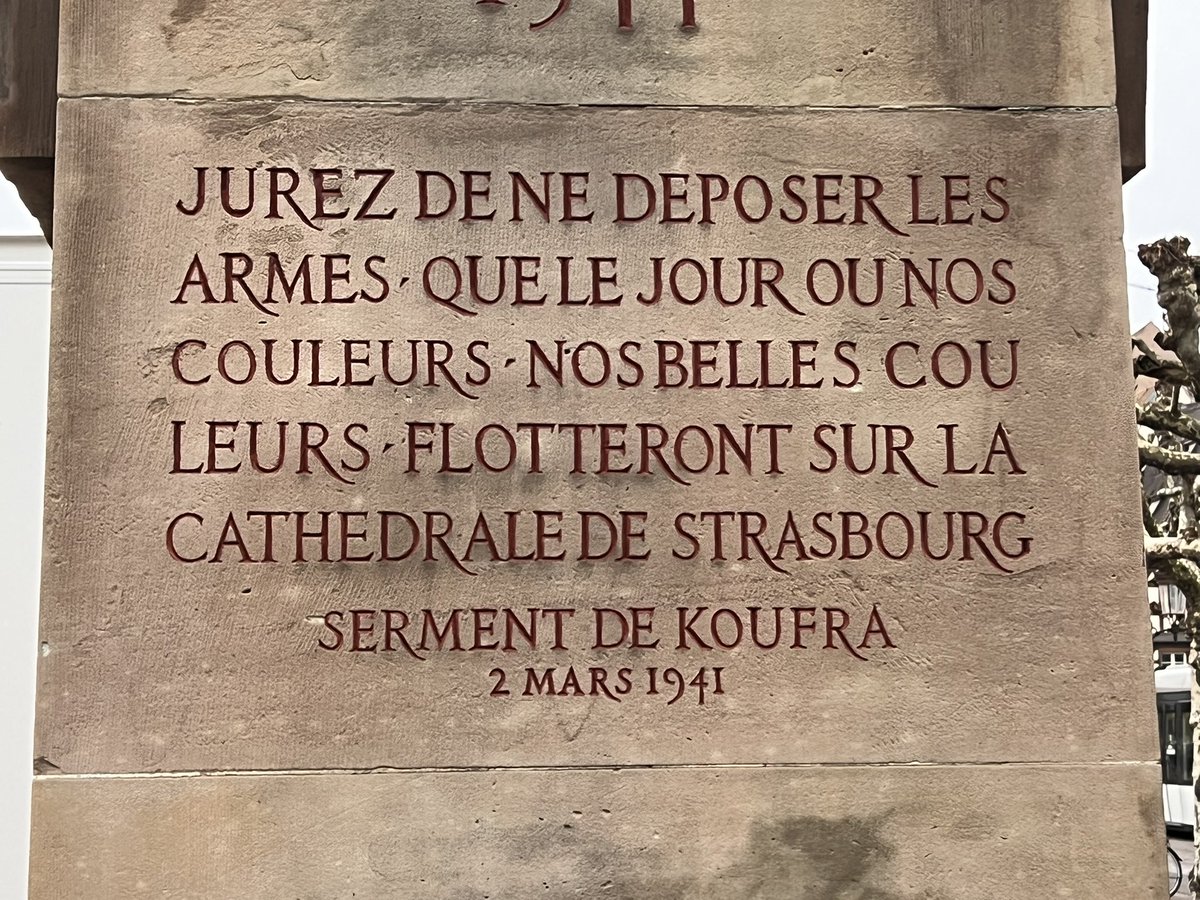 JUREZ DE NE DEPOSER LES
ARMES · QUE LE JOUR OU NOS
COULEURS · NOS BELLES COU
LEURS · FLOTTERONT SUR LA
CATHEDRALE DE STRASBOURG
SERMENT DE KOUFRA
2 MARS 1941